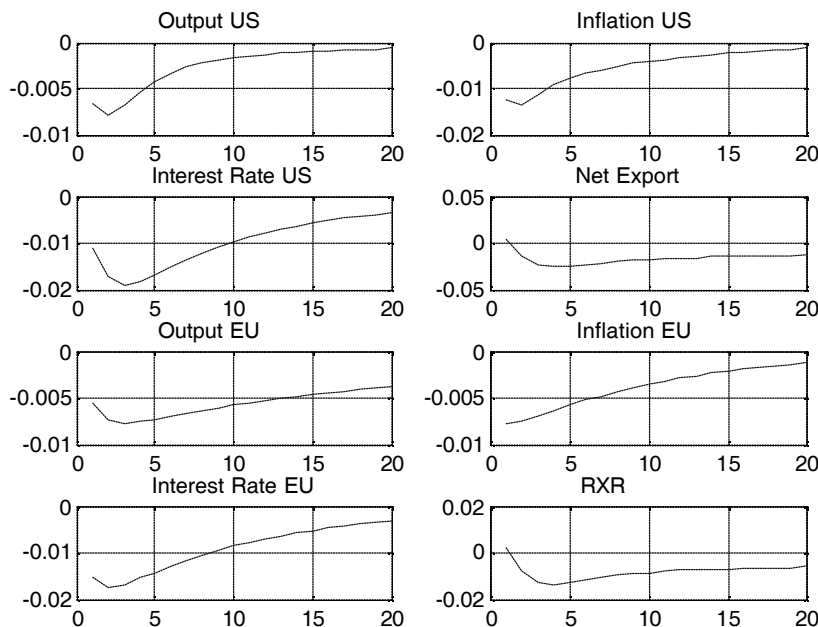 Output US
0
-0.005
-0.01
0 5 10 15 20
Inflation US
0
-0.01
-0.02
0 5 10 15 20
Interest Rate US
0
-0.01
-0.02
0 5 10 15 20
Net Export
0.05
0
-0.05
0 5 10 15 20
Output EU
0
-0.005
-0.01
0 5 10 15 20
Inflation EU
0
-0.005
-0.01
0 5 10 15 20
Interest Rate EU
0
-0.01
-0.02
0 5 10 15 20
RXR
0.02
0
-0.02
0 5 10 15 20